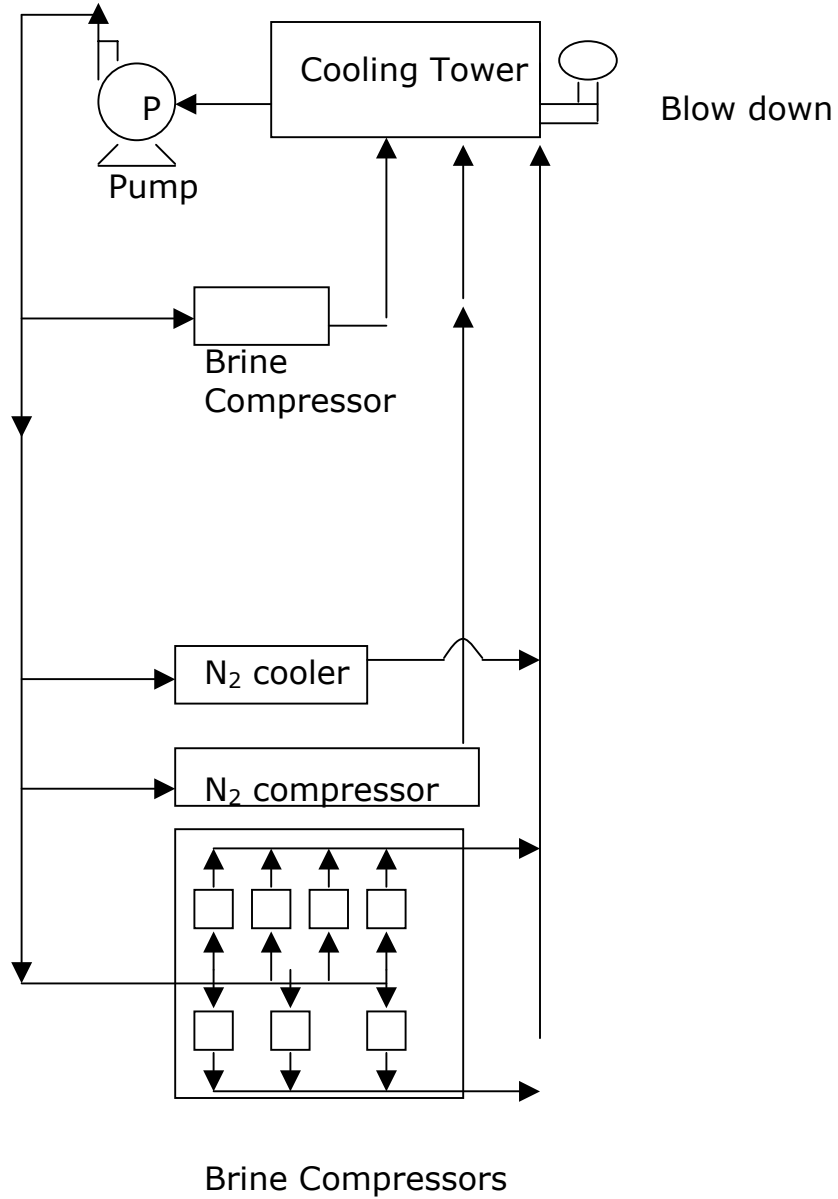 Cooling Tower
P
Blow down
Pump
Brine
Compressor
N₂ cooler
N₂ compressor
Brine Compressors